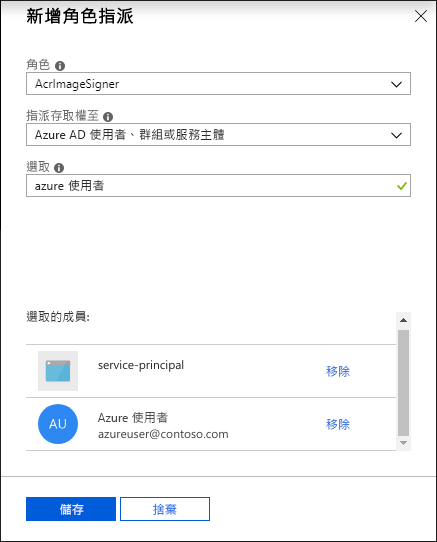 新增角色指派
角色
AcrImageSigner
指派存取權至
Azure AD 使用者、群組或服務主體
選取
azure 使用者
選取的成員:
service-principal
移除
AU
Azure 使用者
azureuser@contoso.com
移除
儲存
捨棄